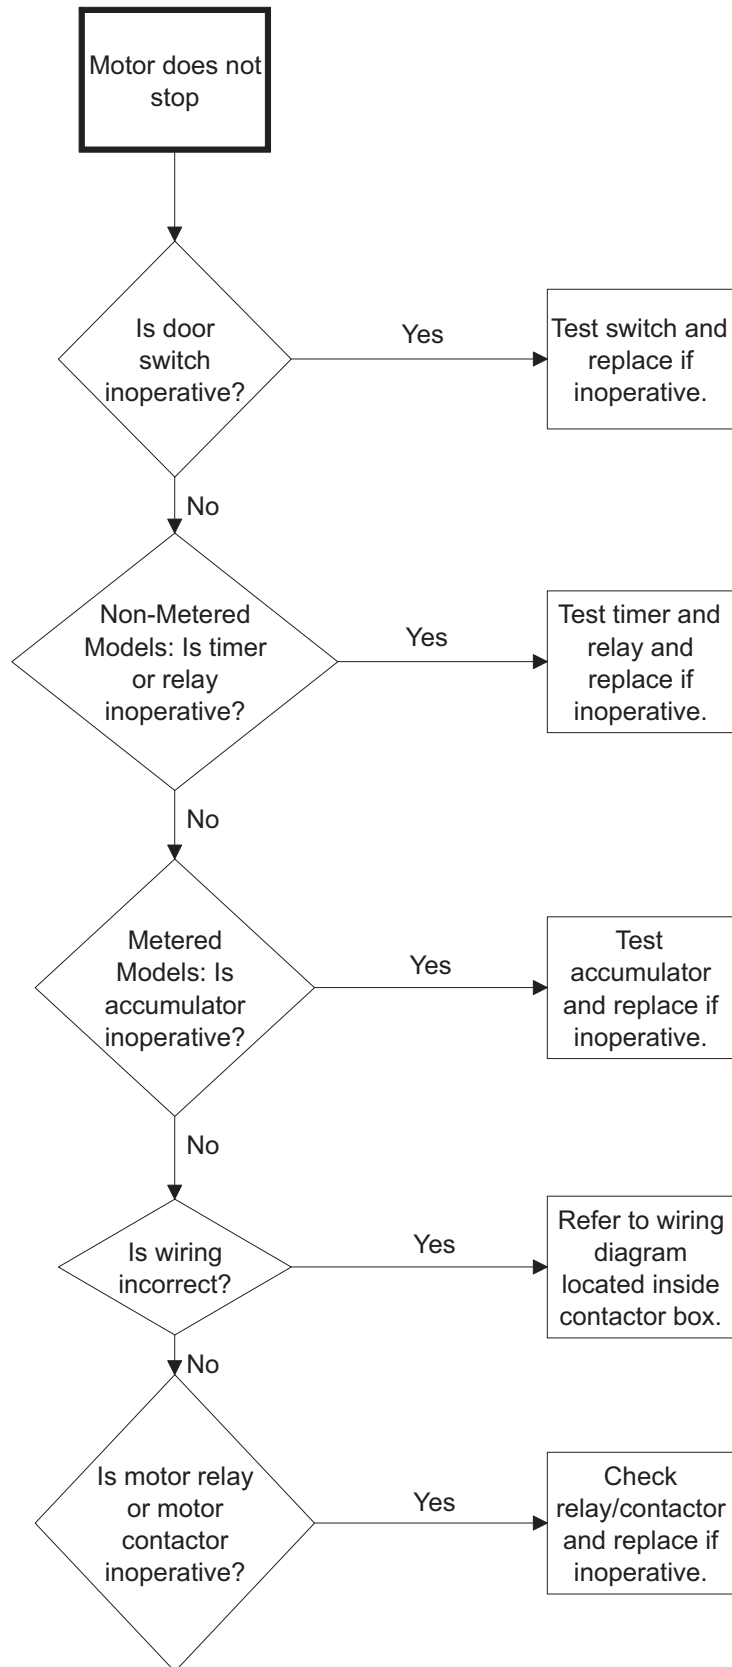 Motor does not
stop
Is door
switch
inoperative?
Yes
Test switch and
replace if
inoperative.
No
Non-Metered
Models: Is timer
or relay
inoperative?
Yes
Test timer and
relay and
replace if
inoperative.
No
Metered
Models: Is
accumulator
inoperative?
Yes
Test
accumulator
and replace if
inoperative.
No
Is wiring
incorrect?
Yes
Refer to wiring
diagram
located inside
contactor box.
No
Is motor relay
or motor
contactor
inoperative?
Yes
Check
relay/contactor
and replace if
inoperative.